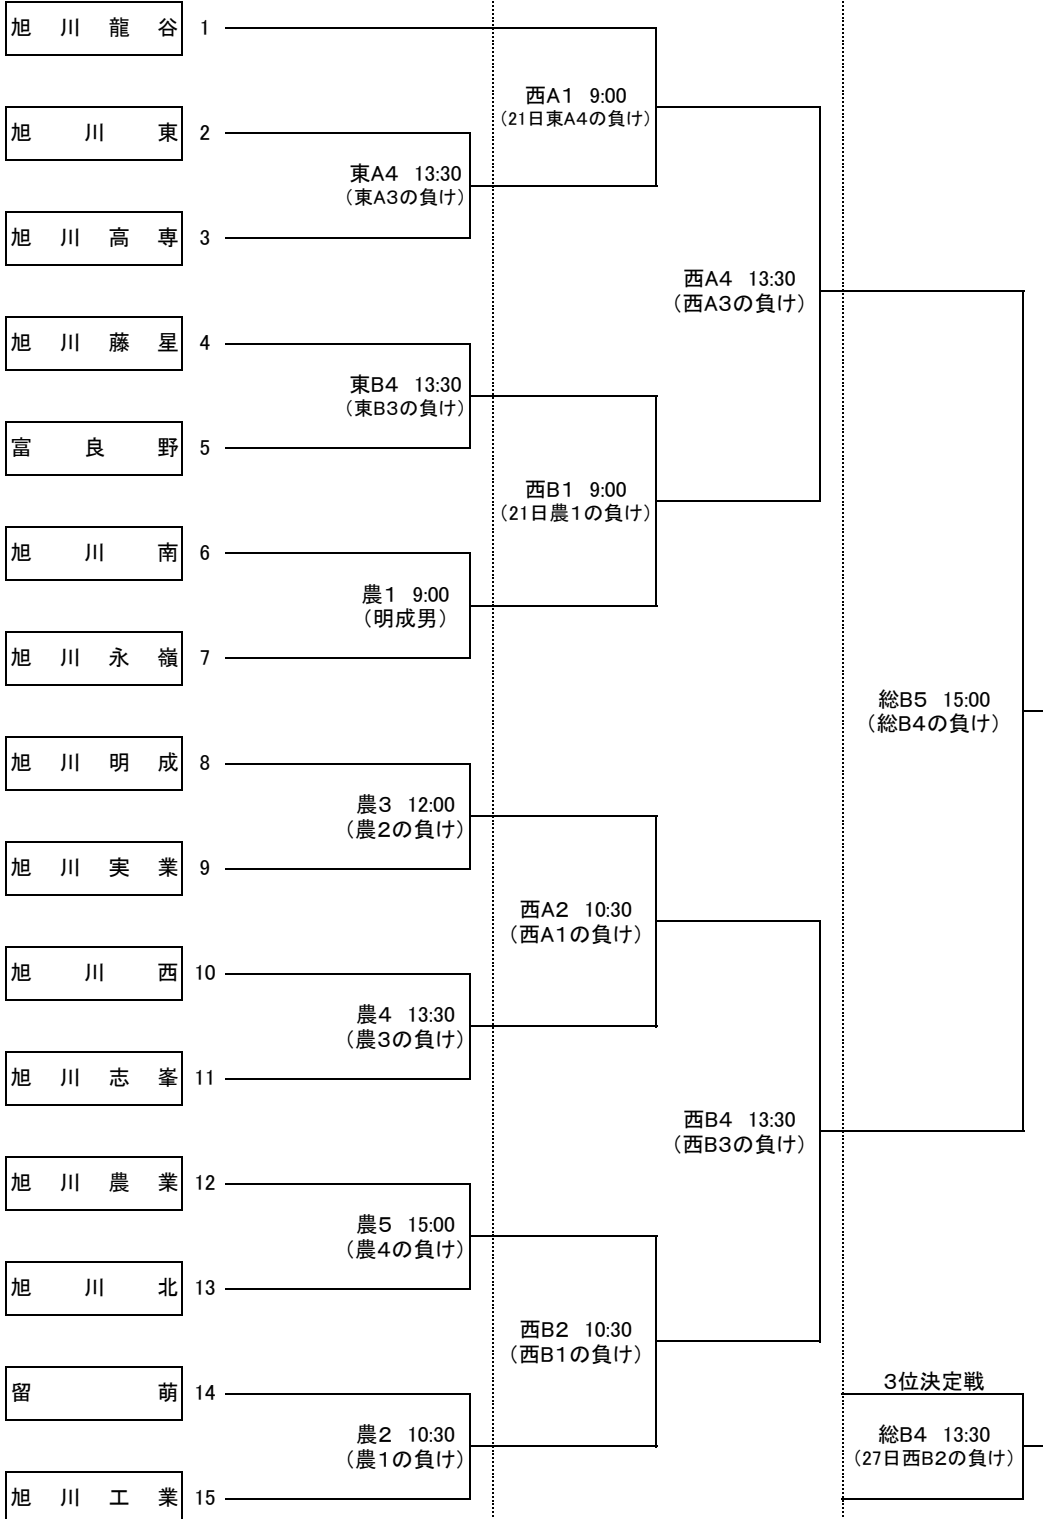 旭川龍谷 1
西A1 9:00
(21日東A4の負け)
旭川東 2
東A4 13:30
(東A3の負け)
旭川高専 3
西A4 13:30
(西A3の負け)
旭川藤星 4
東B4 13:30
(東B3の負け)
富良野 5
西B1 9:00
(21日農1の負け)
旭川南 6
農1 9:00
(明成男)
旭川永嶺 7
総B5 15:00
(総B4の負け)
旭川明成 8
農3 12:00
(農2の負け)
旭川実業 9
西A2 10:30
(西A1の負け)
旭川西 10
農4 13:30
(農3の負け)
旭川志峯 11
西B4 13:30
(西B3の負け)
旭川農業 12
農5 15:00
(農4の負け)
旭川北 13
西B2 10:30
(西B1の負け)
留萌 14
3位決定戦
農2 10:30
(農1の負け)
総B4 13:30
(27日西B2の負け)
旭川工業 15